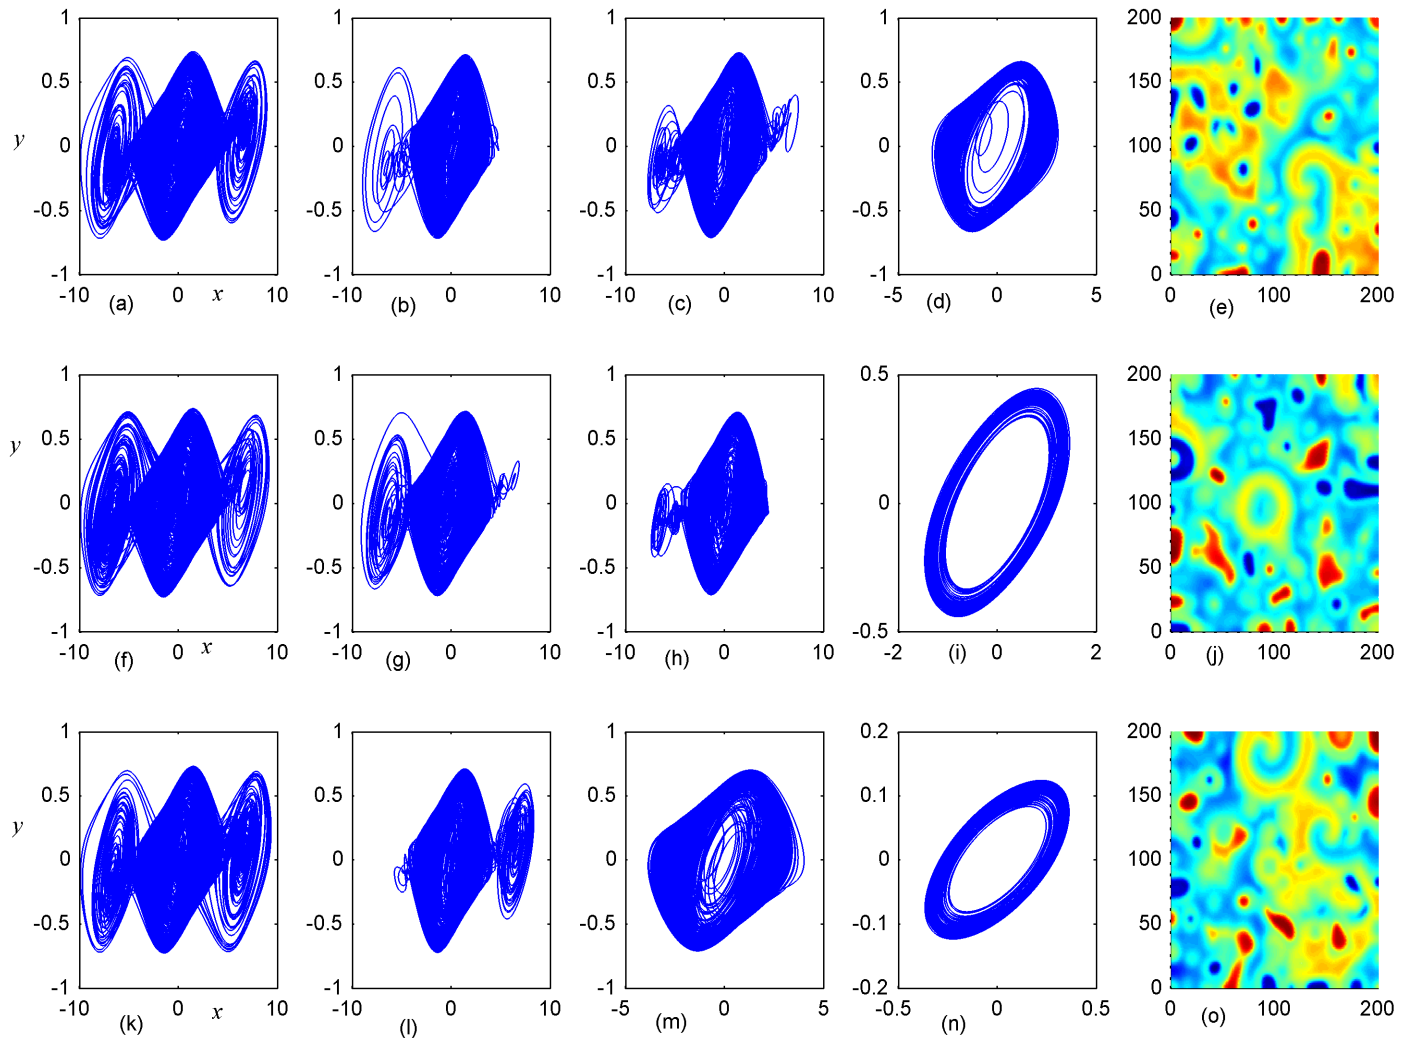 1 1 1 1 200
0.5 0.5 0.5 0.5 150
y 0 0 0 0 100
-0.5 -0.5 -0.5 -0.5 50
-1 -1 -1 -1 0
-10 0 x 10 -10 0 10 -10 0 10 -5 0 5 0 100 200
(a) (b) (c) (d) (e)
1 1 1 0.5 200
0.5 0.5 0.5 150
y 0 0 0 0 100
-0.5 -0.5 -0.5 50
-1 -1 -1 -0.5 0
-10 0 x 10 -10 0 10 -10 0 10 -2 0 2 0 100 200
(f) (g) (h) (i) (j)
1 1 1 0.2 200
0.5 0.5 0.5 0.1 150
y 0 0 0 0 100
-0.5 -0.5 -0.5 -0.1 50
-1 -1 -1 -0.2 0
-10 0 x 10 -10 0 10 -5 0 5 -0.5 0 0.5 0 100 200
(k) (l) (m) (n) (o)